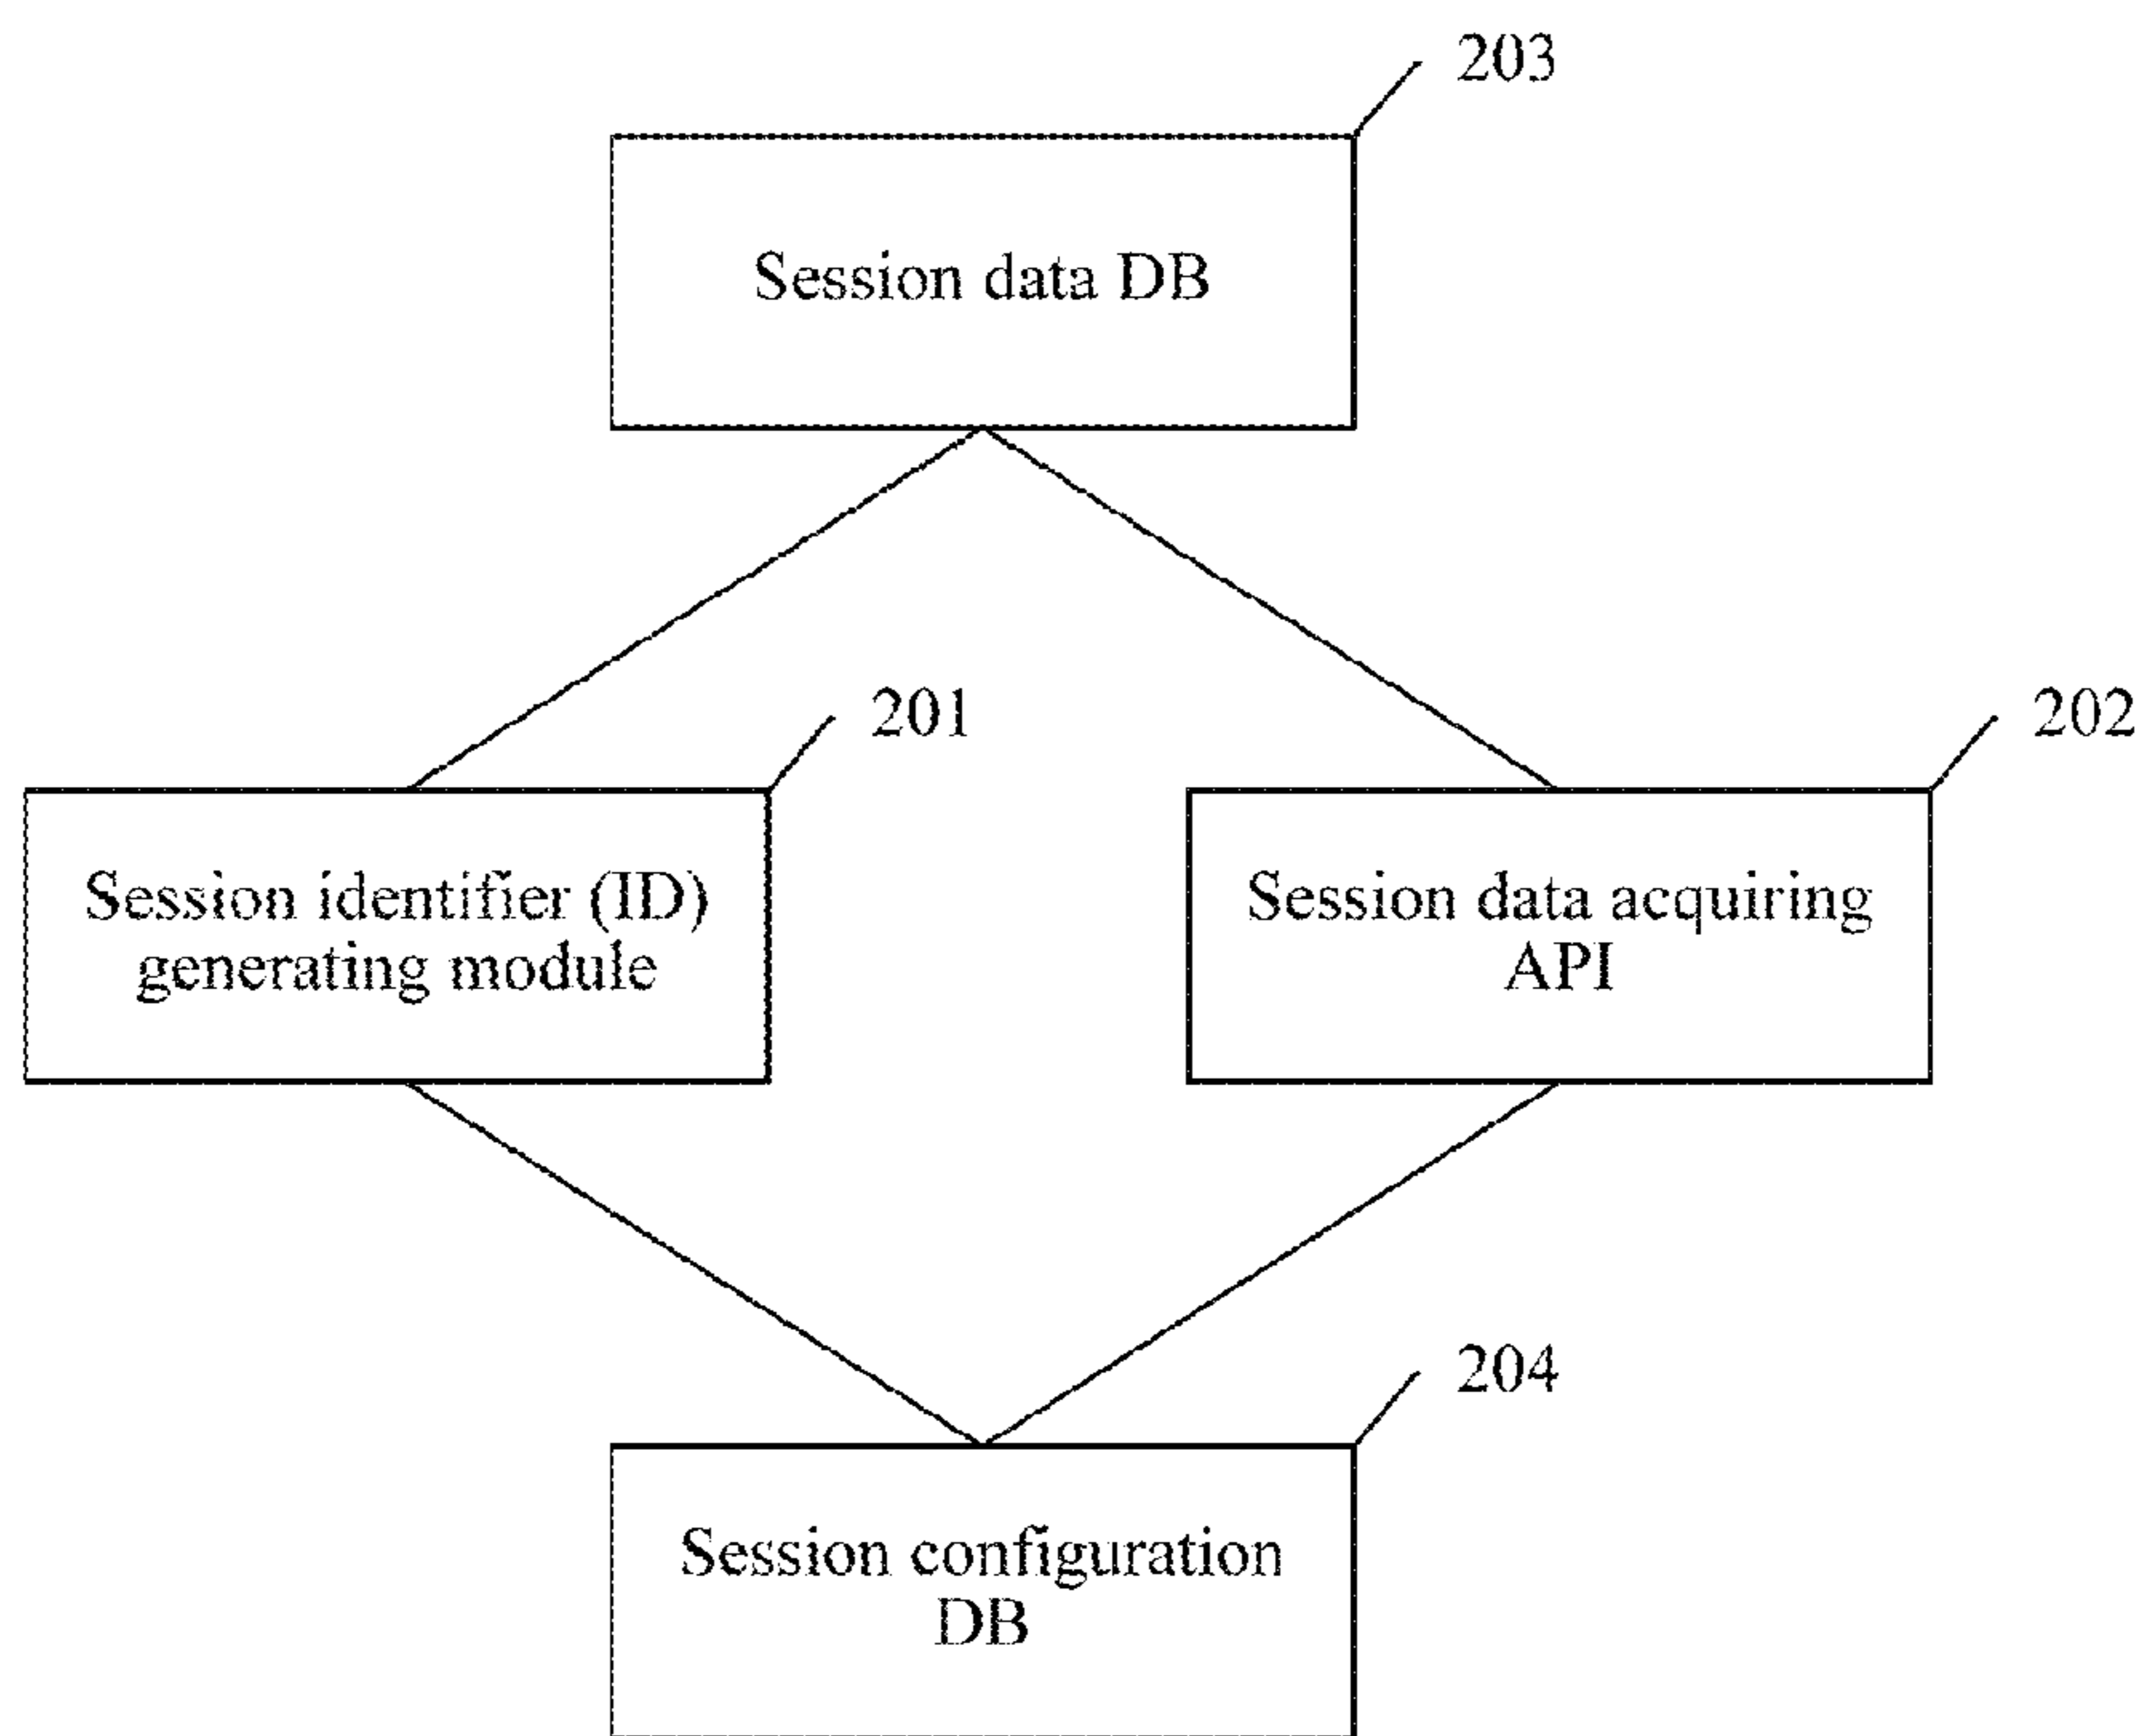 203
Session data DB
201
202
Session identifier (ID)
generating module
Session data acquiring
API
204
Session configuration
DB